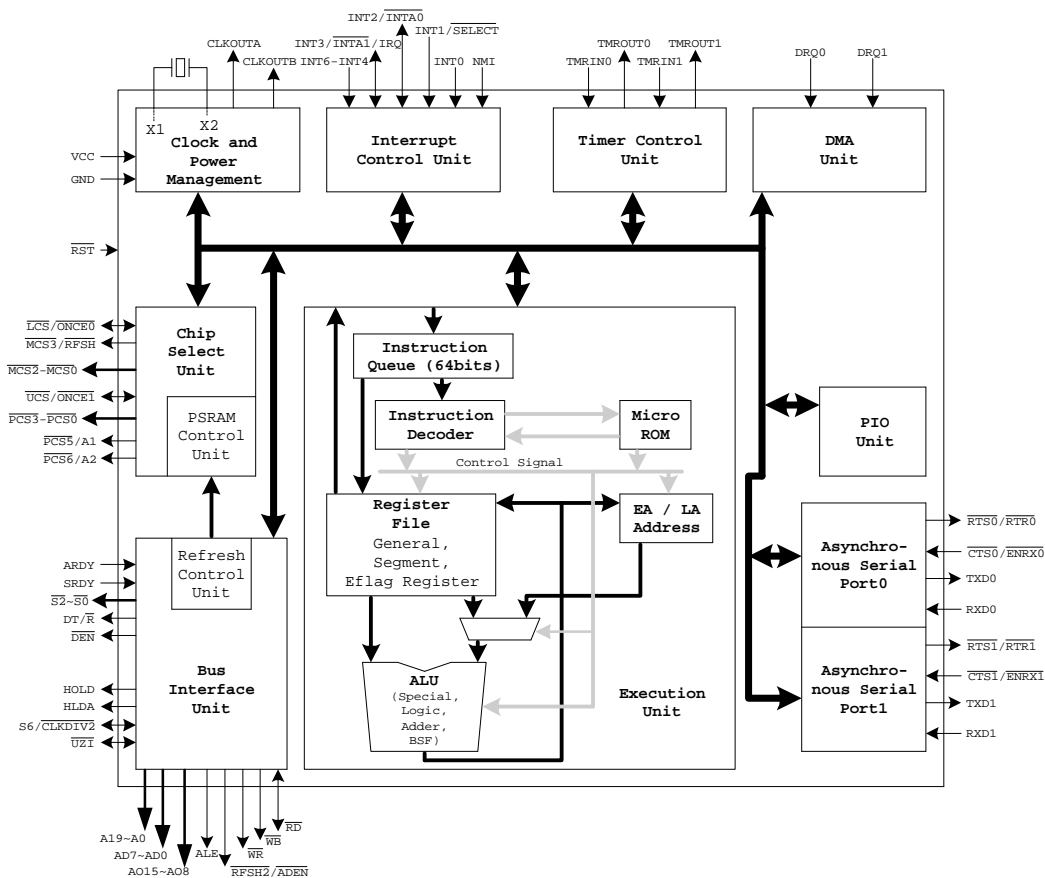 INT2/INTA0
CLKOUTA
INT3/INTA1/IRQ
INT1/SELECT
TMROUT0
TMROUT1
CLKOUTB
INT6-INT4
INT0
NMI
TMRIN0
TMRIN1
DRQ0
DRQ1
X1
X2
Clock and
Power
Management
Interrupt
Control Unit
Timer Control
Unit
DMA
Unit
VCC
GND
RST
LCS/ONCE0
MCS3/RFSH
MCS2-MCS0
UCS/ONCE1
PCS3-PCS0
PCS5/A1
PCS6/A2
Chip
Select
Unit
PSRAM
Control
Unit
Instruction
Queue (64bits)
Instruction
Decoder
Micro
ROM
Control Signal
Register
File
General,
Segment,
Eflag Register
EA / LA
Address
ALU
(Special,
Logic,
Adder,
BSF)
Execution
Unit
PIO
Unit
Asynchro-
nous Serial
Port0
RTS0/RTR0
CTS0/ENRX0
TXD0
RXD0
Asynchro-
nous Serial
Port1
RTS1/RTR1
CTS1/ENRX1
TXD1
RXD1
Refresh
Control
Unit
Bus
Interface
Unit
ARDY
SRDY
S2~S0
DT/R
DEN
HOLD
HLDA
S6/CLKDIV2
UZI
A19~A0
AD7~AD0
AO15~AO8
ALE
RFSH2/ADEN
WR
WB
RD